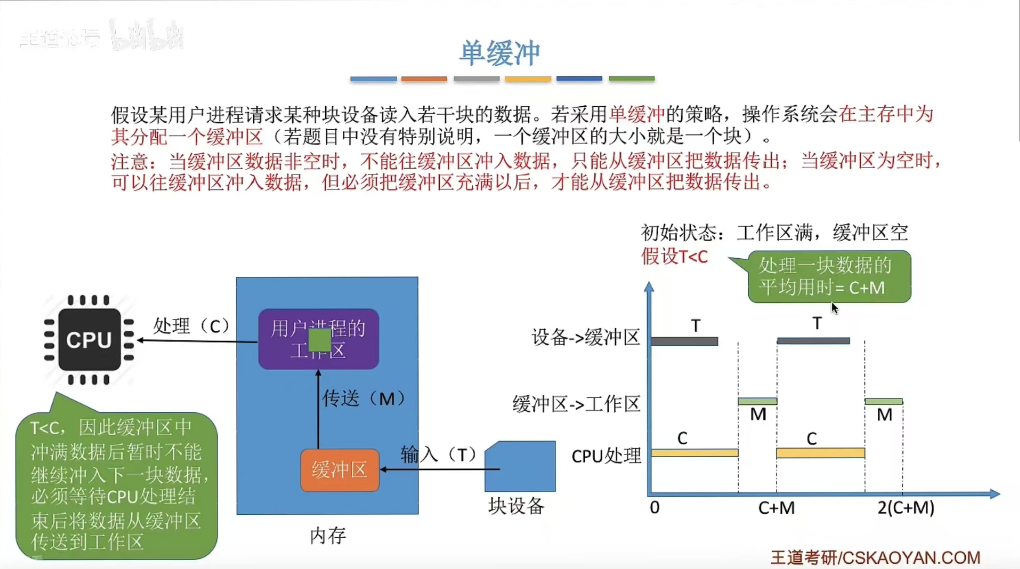 王道论坛 bilibili
单缓冲
假设某用户进程请求某种块设备读入若干块的数据。若采用单缓冲的策略，操作系统会在主存中为
其分配一个缓冲区（若题目中没有特别说明，一个缓冲区的大小就是一个块）。
注意：当缓冲区数据非空时，不能往缓冲区冲入数据，只能从缓冲区把数据传出；当缓冲区为空时，
可以往缓冲区冲入数据，但必须把缓冲区充满以后，才能从缓冲区把数据传出。
初始状态：工作区满，缓冲区空
假设T<C
处理一块数据的
平均用时= C+M
CPU
处理（C）
用户进程的
工作区
传送（M）
缓冲区
输入（T）
块设备
内存
T<C，因此缓冲区中
冲满数据后暂时不能
继续冲入下一块数据，
必须等待CPU处理结
束后将数据从缓冲区
传送到工作区
设备->缓冲区
T
T
缓冲区->工作区
M
M
CPU处理
C
C
0
C+M
2(C+M)
王道考研/CSKAOYAN.COM